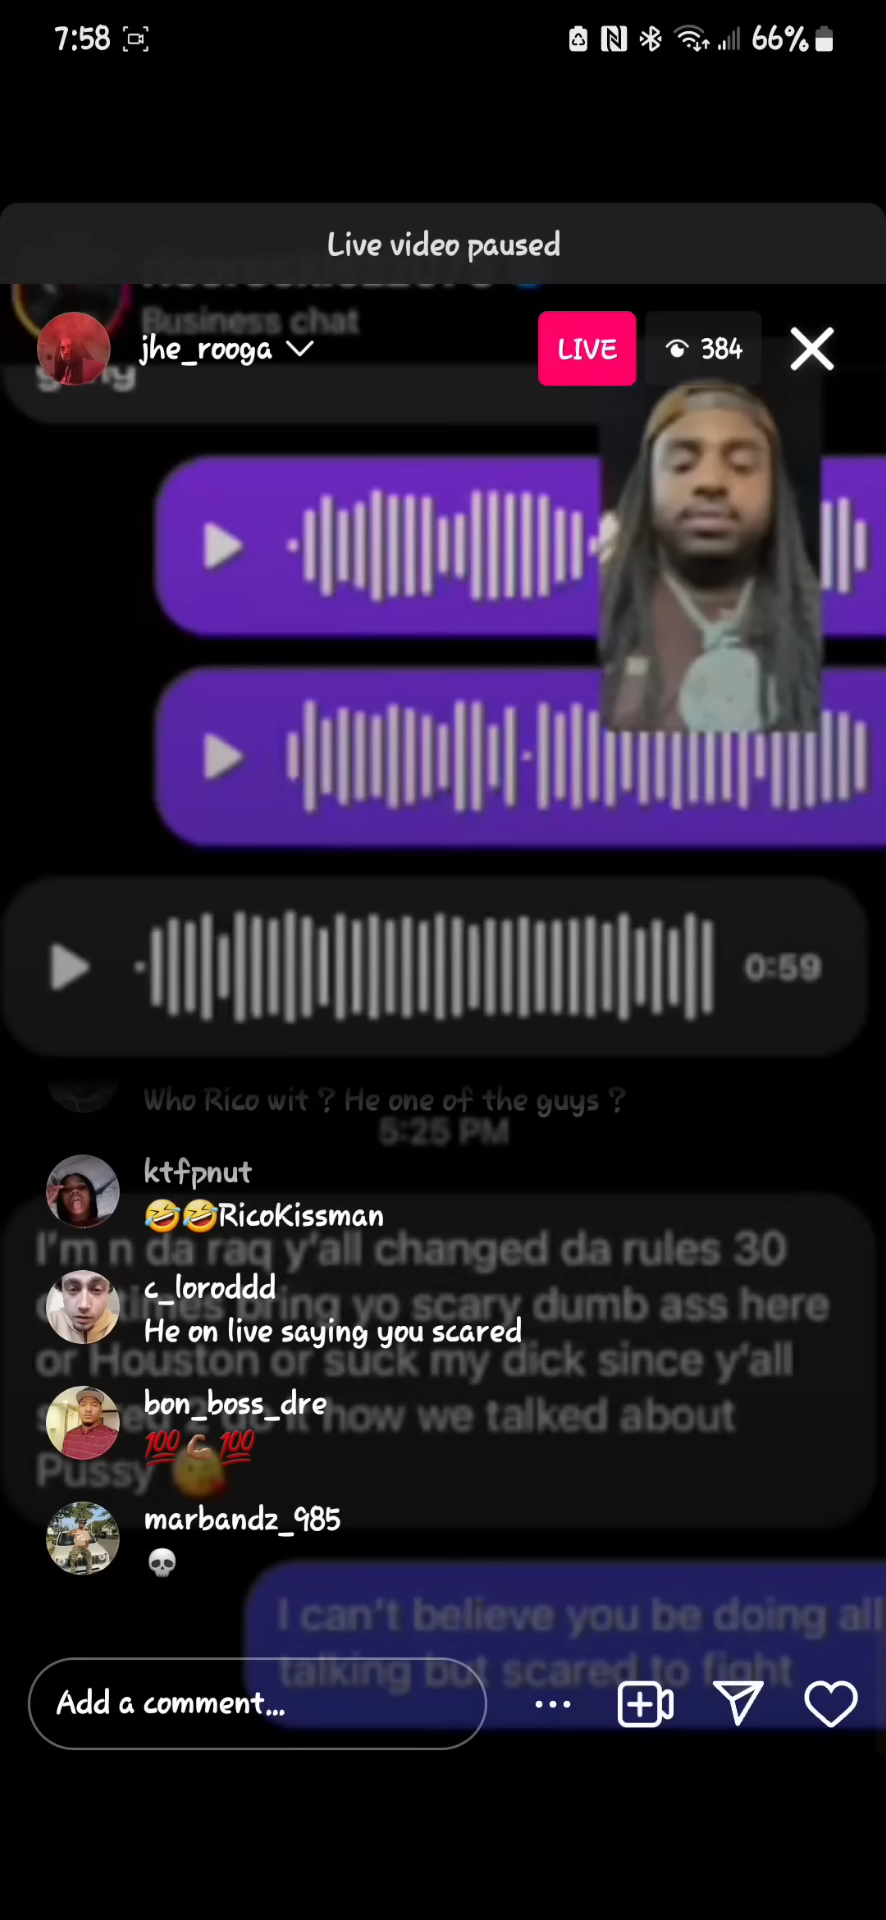 7:58
66%
Live video paused
Business chat
jhe_rooga
LIVE
384
0:59
Who Rico wit ? He one of the guys ?
5:25 PM
ktfpnut
🤣🤣RicoKissman
I'm n da raq y'all changed da rules 30
c_loroddd
bring yo scary dumb ass here
He on live saying you scared
or Houston or suck my dick since y'all
bon_boss_dre
how we talked about
💯💪🏾💯
Pussy
marbandz_985
💀
I can't believe you be doing all
talking but scared to fight
Add a comment...